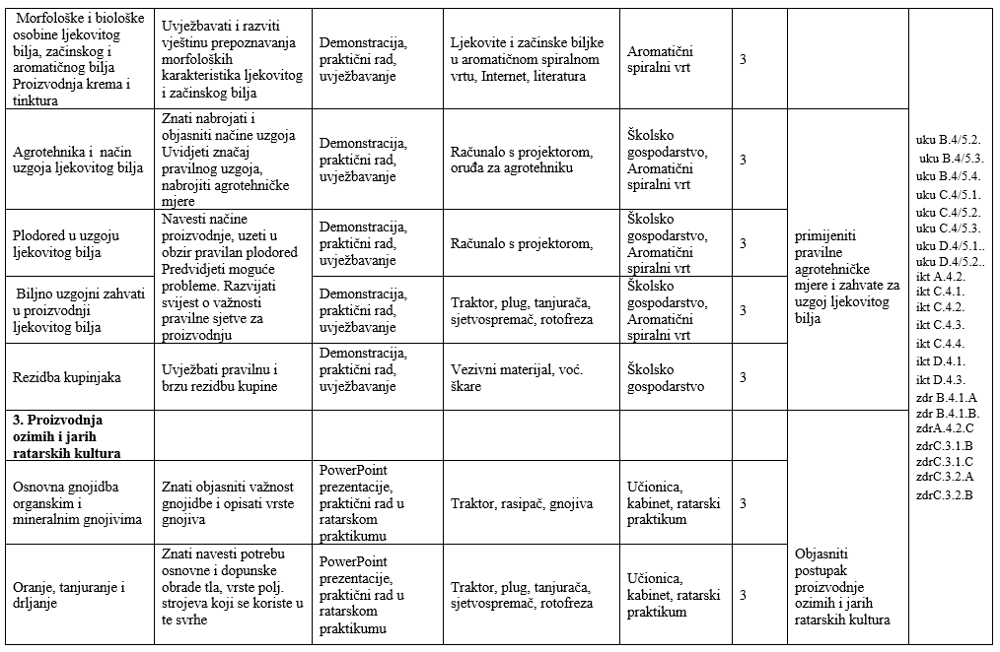 Morfološke i biološke
osobine ljekovitog
bilja, začinskog i
aromatičnog bilja
Proizvodnja krema i
tinktura
Uvježbavati i razviti
vještinu prepoznavanja
morfoloških
karakteristika ljekovitog
i začinskog bilja
Demonstracija,
praktični rad,
uvježbavanje
Ljekovite i začinske biljke
u aromatičnom spiralnom
vrtu, Internet, literatura
Aromatični
spiralni vrt
3
Agrotehnika i način
uzgoja ljekovitog bilja
Znati nabrojati i
objasniti načine uzgoja
Uvidjeti značaj
pravilnog uzgoja,
nabrojiti agrotehničke
mjere
Demonstracija,
praktični rad,
uvježbavanje
Računalo s projektorom,
oruđa za agrotehniku
Školsko
gospodarstvo,
Aromatični
spiralni vrt
3
Plodored u uzgoju
ljekovitog bilja
Navesti načine
proizvodnje, uzeti u
obzir pravilan plodored
Predvidjeti moguće
probleme. Razvijati
svijest o važnosti
pravilne sjetve za
proizvodnju
Demonstracija,
praktični rad,
uvježbavanje
Računalo s projektorom,
Školsko
gospodarstvo,
Aromatični
spiralni vrt
3
Biljno uzgojni zahvati
u proizvodnji
ljekovitog bilja
Demonstracija,
praktični rad,
uvježbavanje
Traktor, plug, tanjurača,
sjetvospremač, rotofreza
Školsko
gospodarstvo,
Aromatični
spiralni vrt
3
Rezidba kupinjaka
Uvježbati pravilnu i
brzu rezidbu kupine
Demonstracija,
praktični rad,
uvježbavanje
Vezivni materijal, voć.
škare
Školsko
gospodarstvo
3
primijeniti
pravilne
agrotehničke
mjere i zahvate za
uzgoj ljekovitog
bilja
uku B.4/5.2.
uku B.4/5.3.
uku B.4/5.4.
uku C.4/5.1.
uku C.4/5.2.
uku C.4/5.3.
uku D.4/5.1..
uku D.4/5.2..
ikt A.4.2.
ikt C.4.1.
ikt C.4.2.
ikt C.4.3.
ikt C.4.4.
ikt D.4.1.
ikt D.4.3.
zdr B.4.1.A
zdr B.4.1.B.
zdrA.4.2.C
zdrC.3.1.B
zdrC.3.1.C
zdrC.3.2.A
zdrC.3.2.B
3. Proizvodnja
ozimih i jarih
ratarskih kultura
Osnovna gnojidba
organskim i
mineralnim gnojivima
Znati objasniti važnost
gnojidbe i opisati vrste
gnojiva
PowerPoint
prezentacije,
praktični rad u
ratarskom
praktikumu
Traktor, rasipač, gnojiva
Učionica,
kabinet, ratarski
praktikum
3
Oranje, tanjuranje i
drljanje
Znati navesti potrebu
osnovne i dopunske
obrade tla, vrste polj.
strojeva koji se koriste u
te svrhe
PowerPoint
prezentacije,
praktični rad u
ratarskom
praktikumu
Traktor, plug, tanjurača,
sjetvospremač, rotofreza
Učionica,
kabinet, ratarski
praktikum
3
Objasniti
postupak
proizvodnje
ozimih i jarih
ratarskih kultura